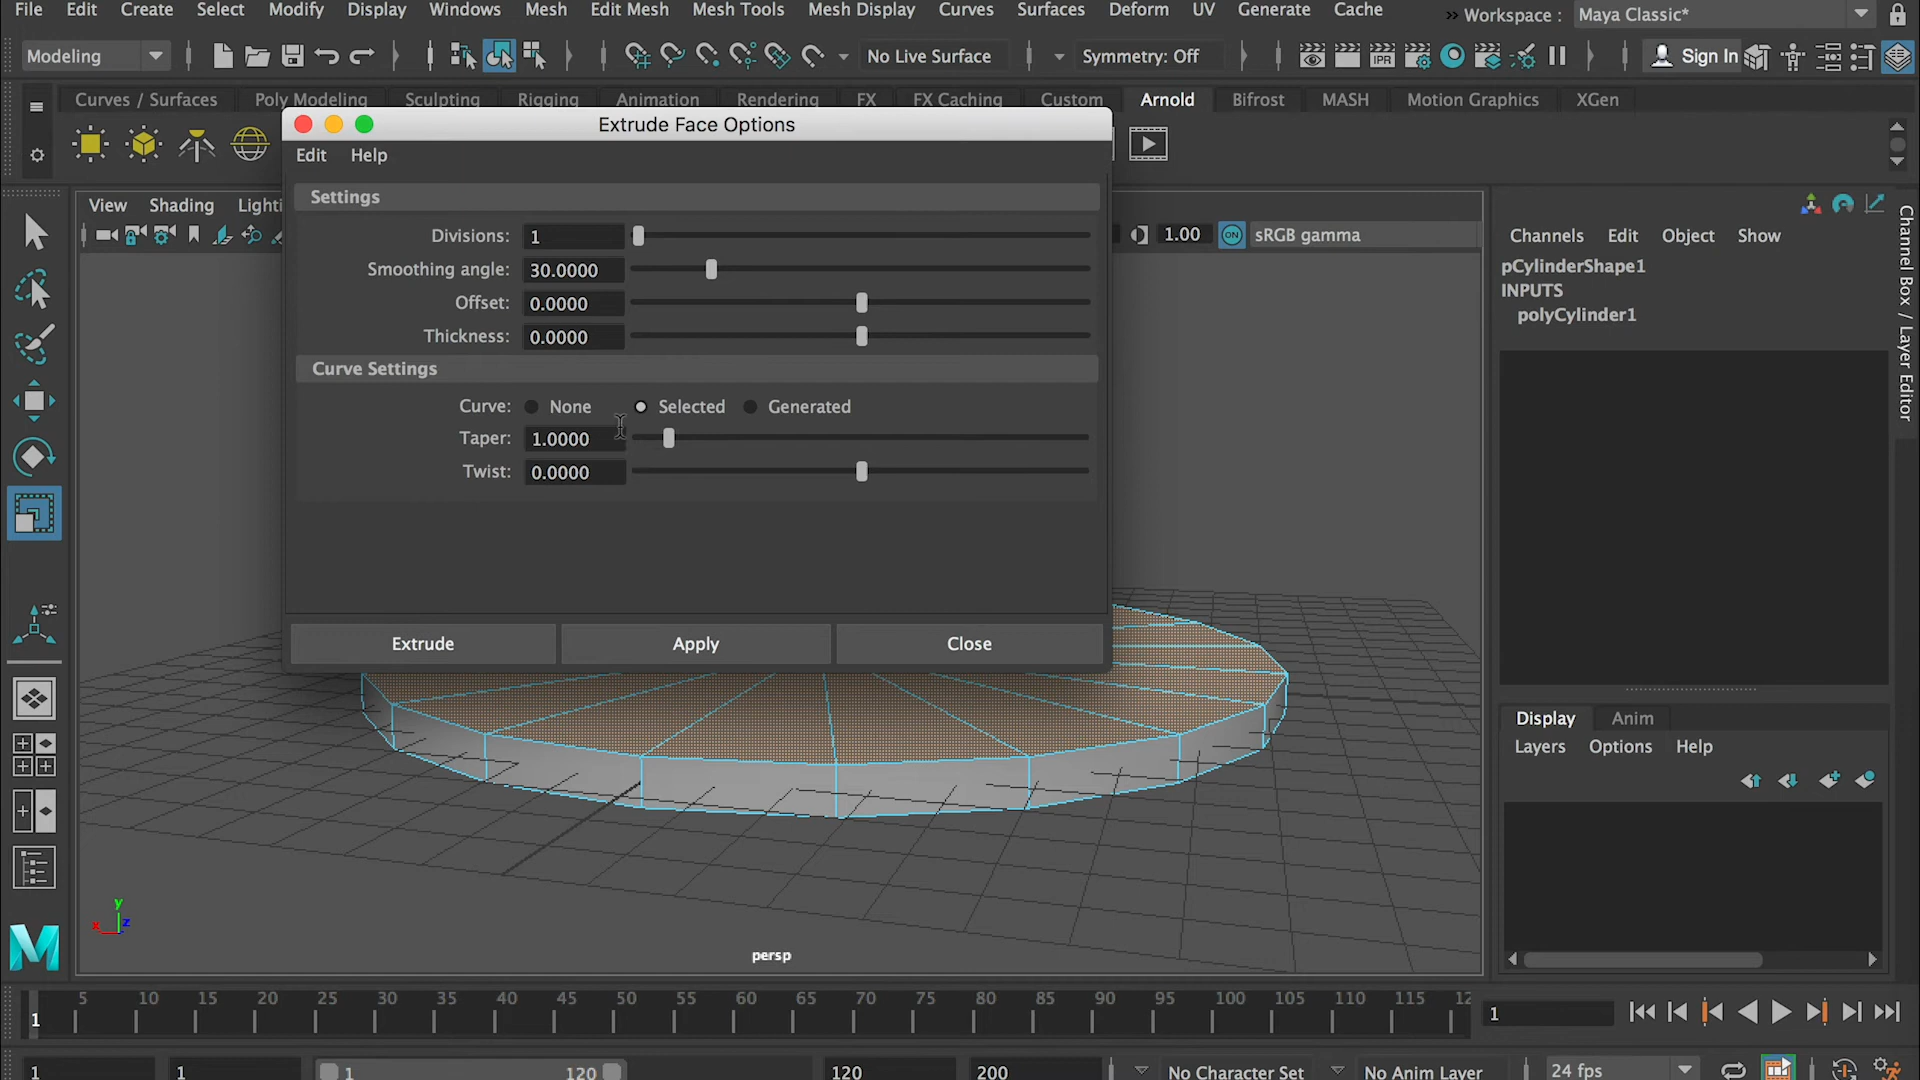 File Edit Create Select Modify Display Windows Mesh Edit Mesh Mesh Tools Mesh Display Curves Surfaces Deform UV Generate Cache >> Workspace : Maya Classic*
Modeling No Live Surface Symmetry: Off IPR Sign In
Curves / Surfaces Poly Modeling Sculpting Rigging Animation Rendering FX FX Caching Custom Arnold Bifrost MASH Motion Graphics XGen
Extrude Face Options
Edit Help
Settings
Divisions: 1
Smoothing angle: 30.0000
Offset: 0.0000
Thickness: 0.0000
Curve Settings
Curve: None Selected Generated
Taper: 1.0000
Twist: 0.0000
Extrude Apply Close
View Shading Lighti
1.00 ON sRGB gamma
Channels Edit Object Show
pCylinderShape1
INPUTS
polyCylinder1
Channel Box / Layer Editor
Display Anim
Layers Options Help
y
x z
persp
M
5 10 15 20 25 30 35 40 45 50 55 60 65 70 75 80 85 90 95 100 105 110 115 12
1 1
1 1 1 120 120 200 No Character Set No Anim Layer 24 fps